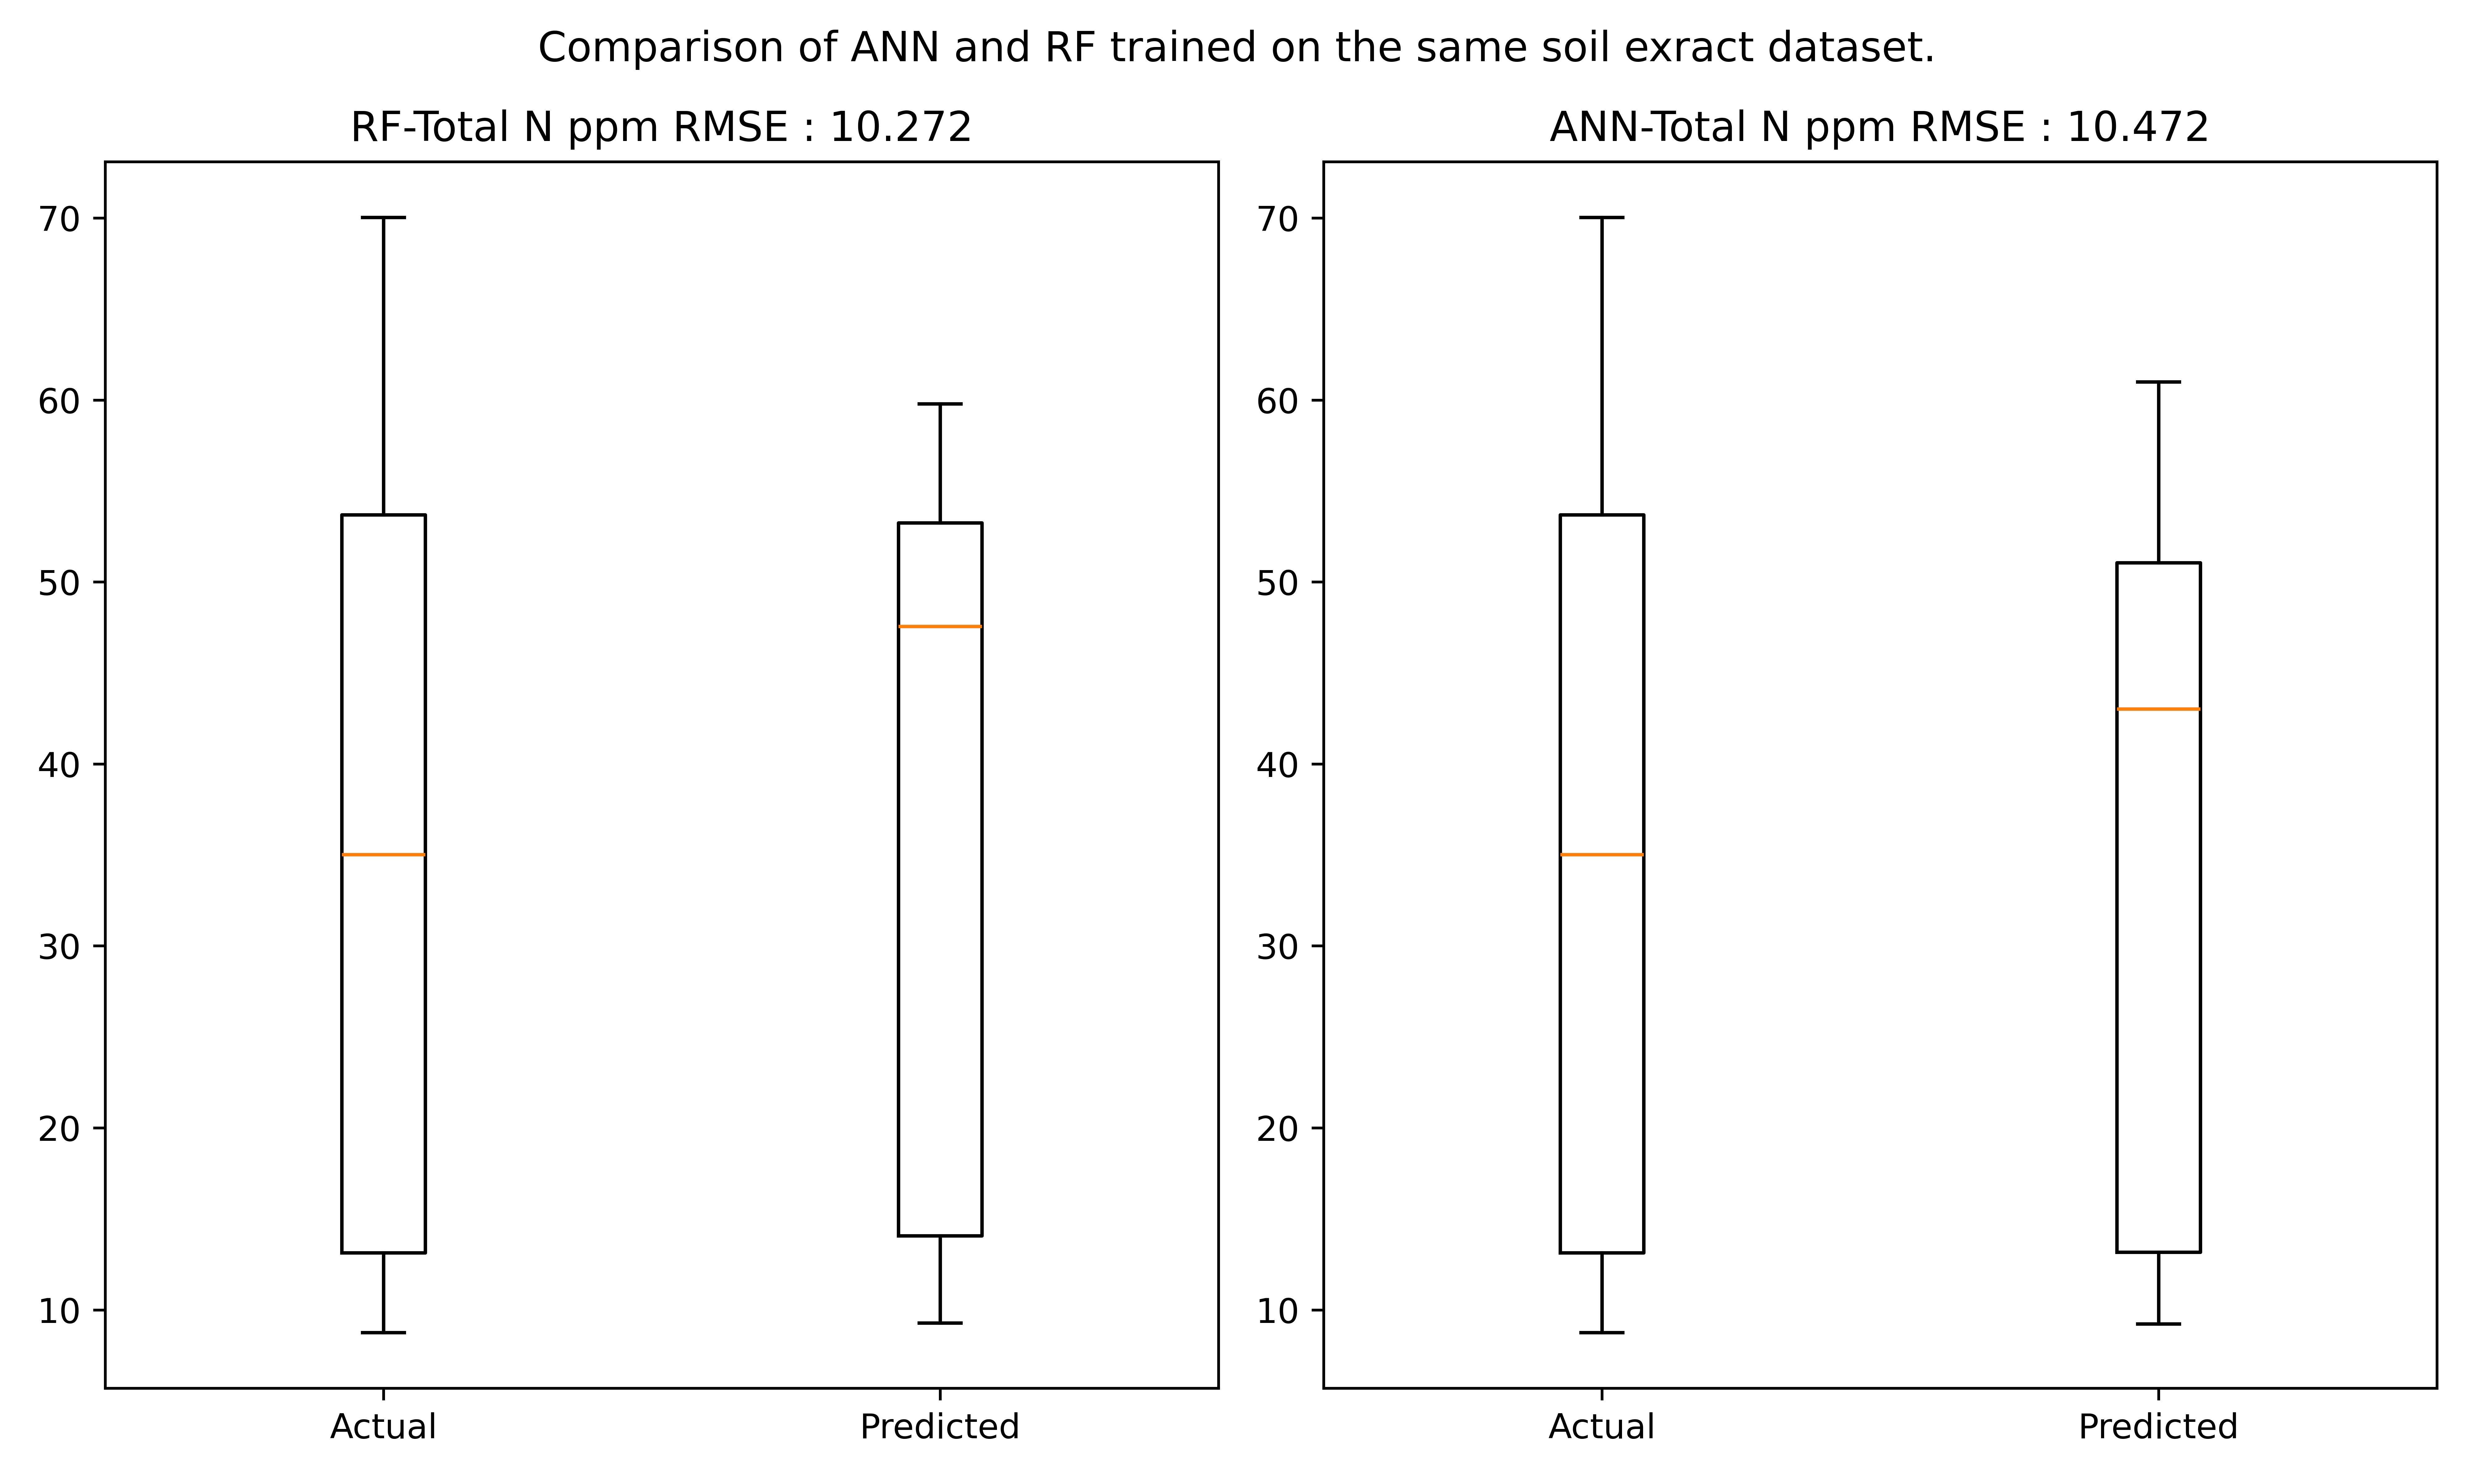 Comparison of ANN and RF trained on the same soil exract dataset.
RF-Total N ppm RMSE : 10.272
70
60
50
40
30
20
10
Actual Predicted
ANN-Total N ppm RMSE : 10.472
70
60
50
40
30
20
10
Actual Predicted